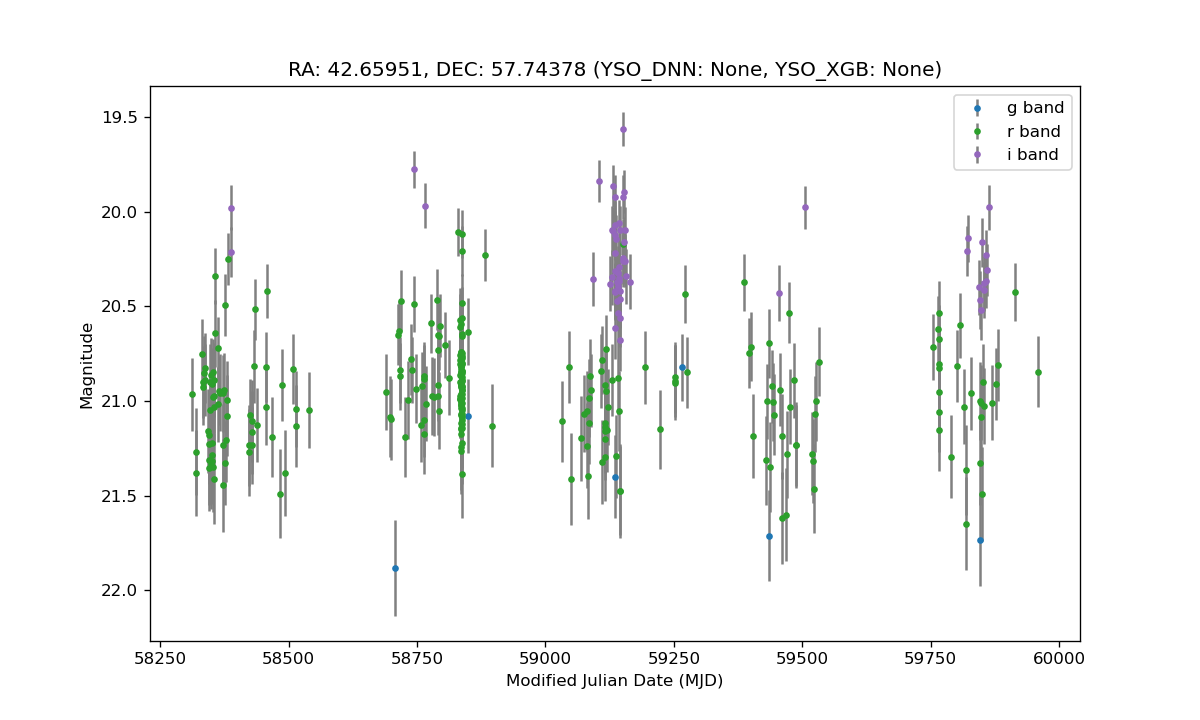 RA: 42.65951, DEC: 57.74378 (YSO_DNN: None, YSO_XGB: None)
g band
r band
i band
19.5
20.0
20.5
21.0
21.5
22.0
Magnitude
58250 58500 58750 59000 59250 59500 59750 60000
Modified Julian Date (MJD)